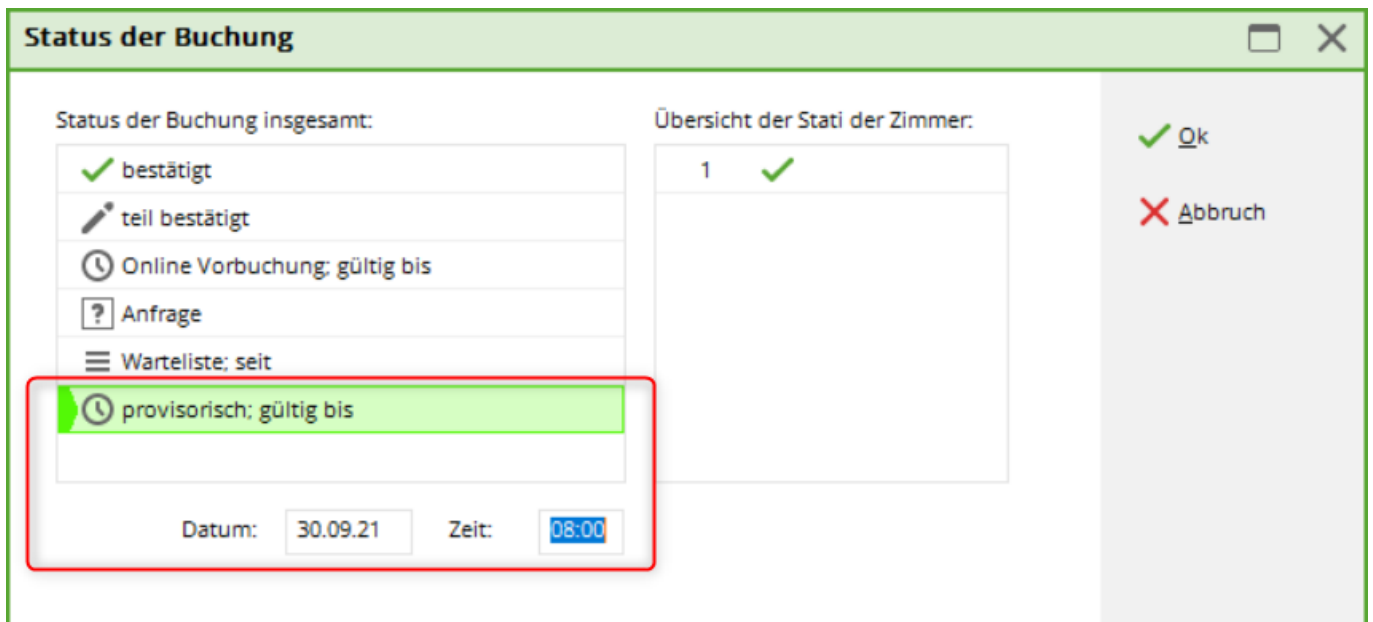 Status der Buchung
Status der Buchung insgesamt:
bestätigt
teil bestätigt
Online Vorbuchung; gültig bis
? Anfrage
Warteliste; seit
provisorisch; gültig bis
Datum: 30.09.21 Zeit: 08:00
Übersicht der Stati der Zimmer:
1
Ok
Abbruch